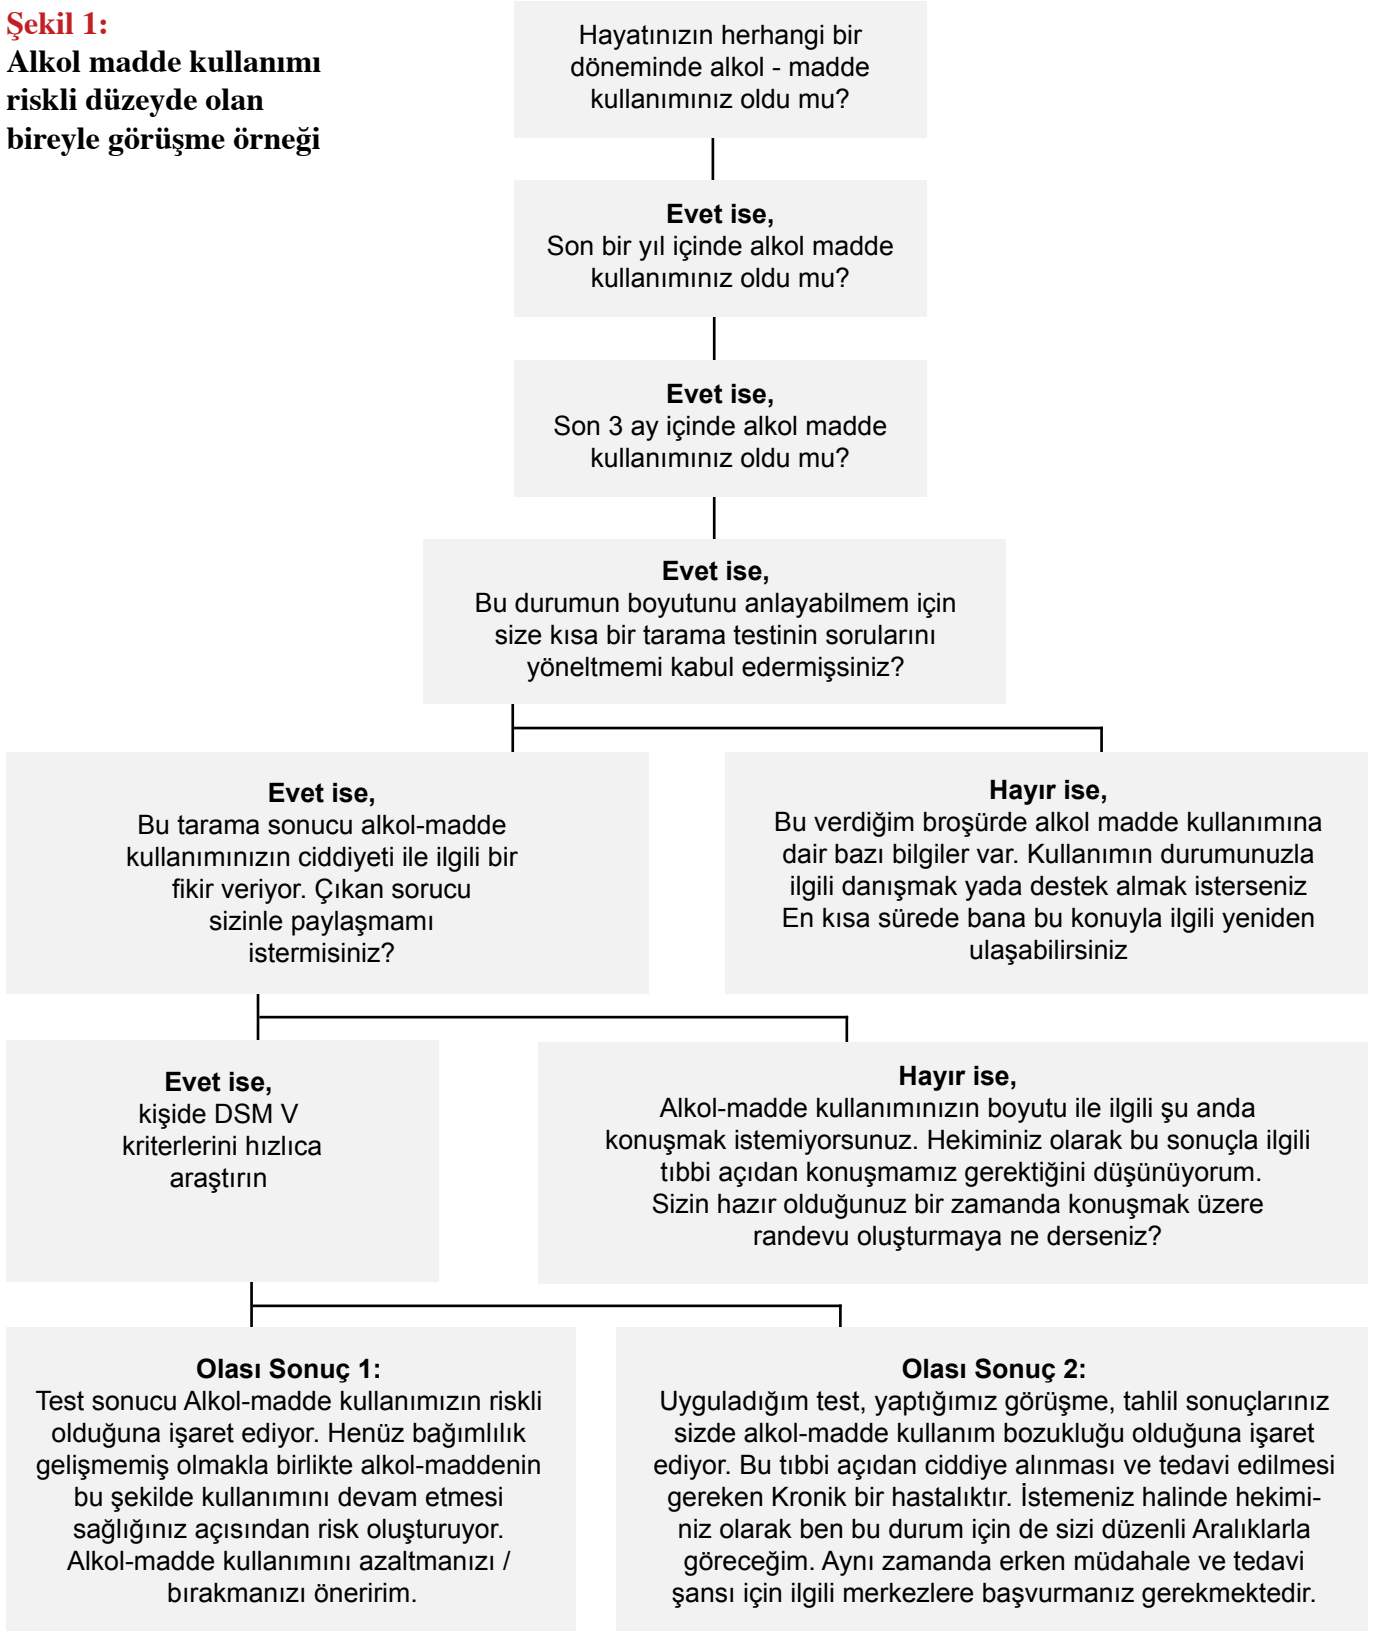 Şekil 1:
Alkol madde kullanımı
riskli düzeyde olan
bireyle görüşme örneği
Hayatınızın herhangi bir
döneminde alkol - madde
kullanımınız oldu mu?
Evet ise,
Son bir yıl içinde alkol madde
kullanımınız oldu mu?
Evet ise,
Son 3 ay içinde alkol madde
kullanımınız oldu mu?
Evet ise,
Bu durumun boyutunu anlayabilmem için
size kısa bir tarama testinin sorularını
yöneltmemi kabul edermişsiniz?
Evet ise,
Bu tarama sonucu alkol-madde
kullanımınızın ciddiyeti ile ilgili bir
fikir veriyor. Çıkan sorucu
sizinle paylaşmamı
istermisiniz?
Hayır ise,
Bu verdiğim broşürde alkol madde kullanımına
dair bazı bilgiler var. Kullanımın durumunuzla
ilgili danışmak yada destek almak isterseniz
En kısa sürede bana bu konuyla ilgili yeniden
ulaşabilirsiniz
Evet ise,
kişide DSM V
kriterlerini hızlıca
araştırın
Hayır ise,
Alkol-madde kullanımınızın boyutu ile ilgili şu anda
konuşmak istemiyorsunuz. Hekiminiz olarak bu sonuçla ilgili
tıbbi açıdan konuşmamız gerektiğini düşünüyorum.
Sizin hazır olduğunuz bir zamanda konuşmak üzere
randevu oluşturmaya ne derseniz?
Olası Sonuç 1:
Test sonucu Alkol-madde kullanımızın riskli
olduğuna işaret ediyor. Henüz bağımlılık
gelişmemiş olmakla birlikte alkol-maddenin
bu şekilde kullanımını devam etmesi
sağlığınız açısından risk oluşturuyor.
Alkol-madde kullanımını azaltmanızı /
bırakmanızı öneririm.
Olası Sonuç 2:
Uyguladığım test, yaptığımız görüşme, tahlil sonuçlarınız
sizde alkol-madde kullanım bozukluğu olduğuna işaret
ediyor. Bu tıbbi açıdan ciddiye alınması ve tedavi edilmesi
gereken Kronik bir hastalıktır. İstemeniz halinde hekimi-
niz olarak ben bu durum için de sizi düzenli Aralıklarla
göreceğim. Aynı zamanda erken müdahale ve tedavi
şansı için ilgili merkezlere başvurmanız gerekmektedir.